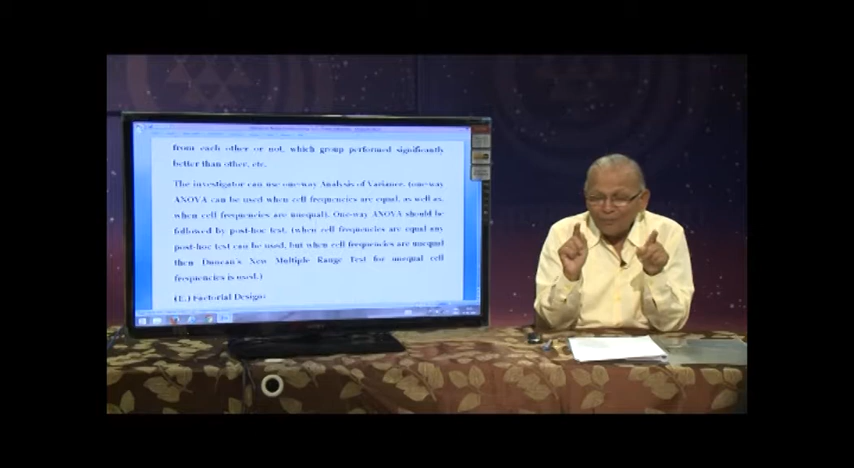 from each other or not, which group performed significantly
better than other, etc.
The investigator can use one-way Analysis of Variance, (one-way
ANOVA can be used when cell frequencies are equal, as well as,
when cell frequencies are unequal). One-way ANOVA should be
followed by post-hoc test, (when cell frequencies are equal any
post-hoc test can be used, but when cell frequencies are unequal
then Duncan's New Multiple Range Test for unequal cell
frequencies is used.)
(E.) Factorial Design: